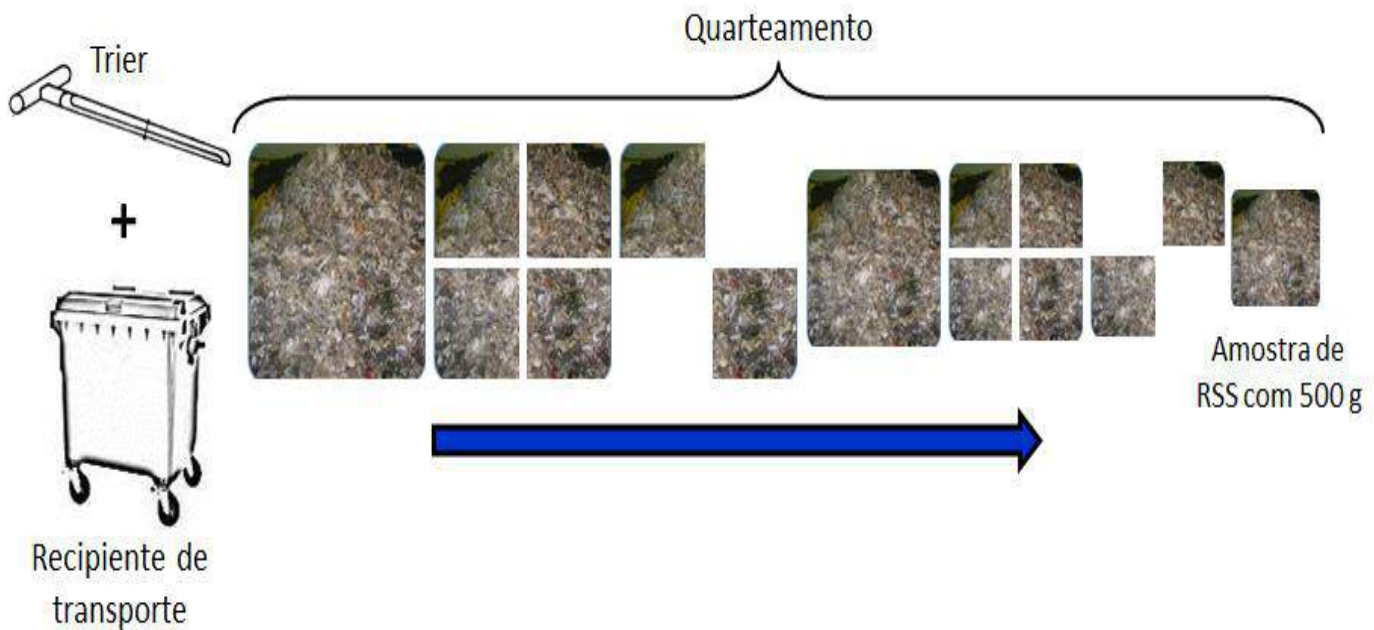 Quarteamento
Trier
+
Recipiente de
transporte
Amostra de
RSS com 500 g